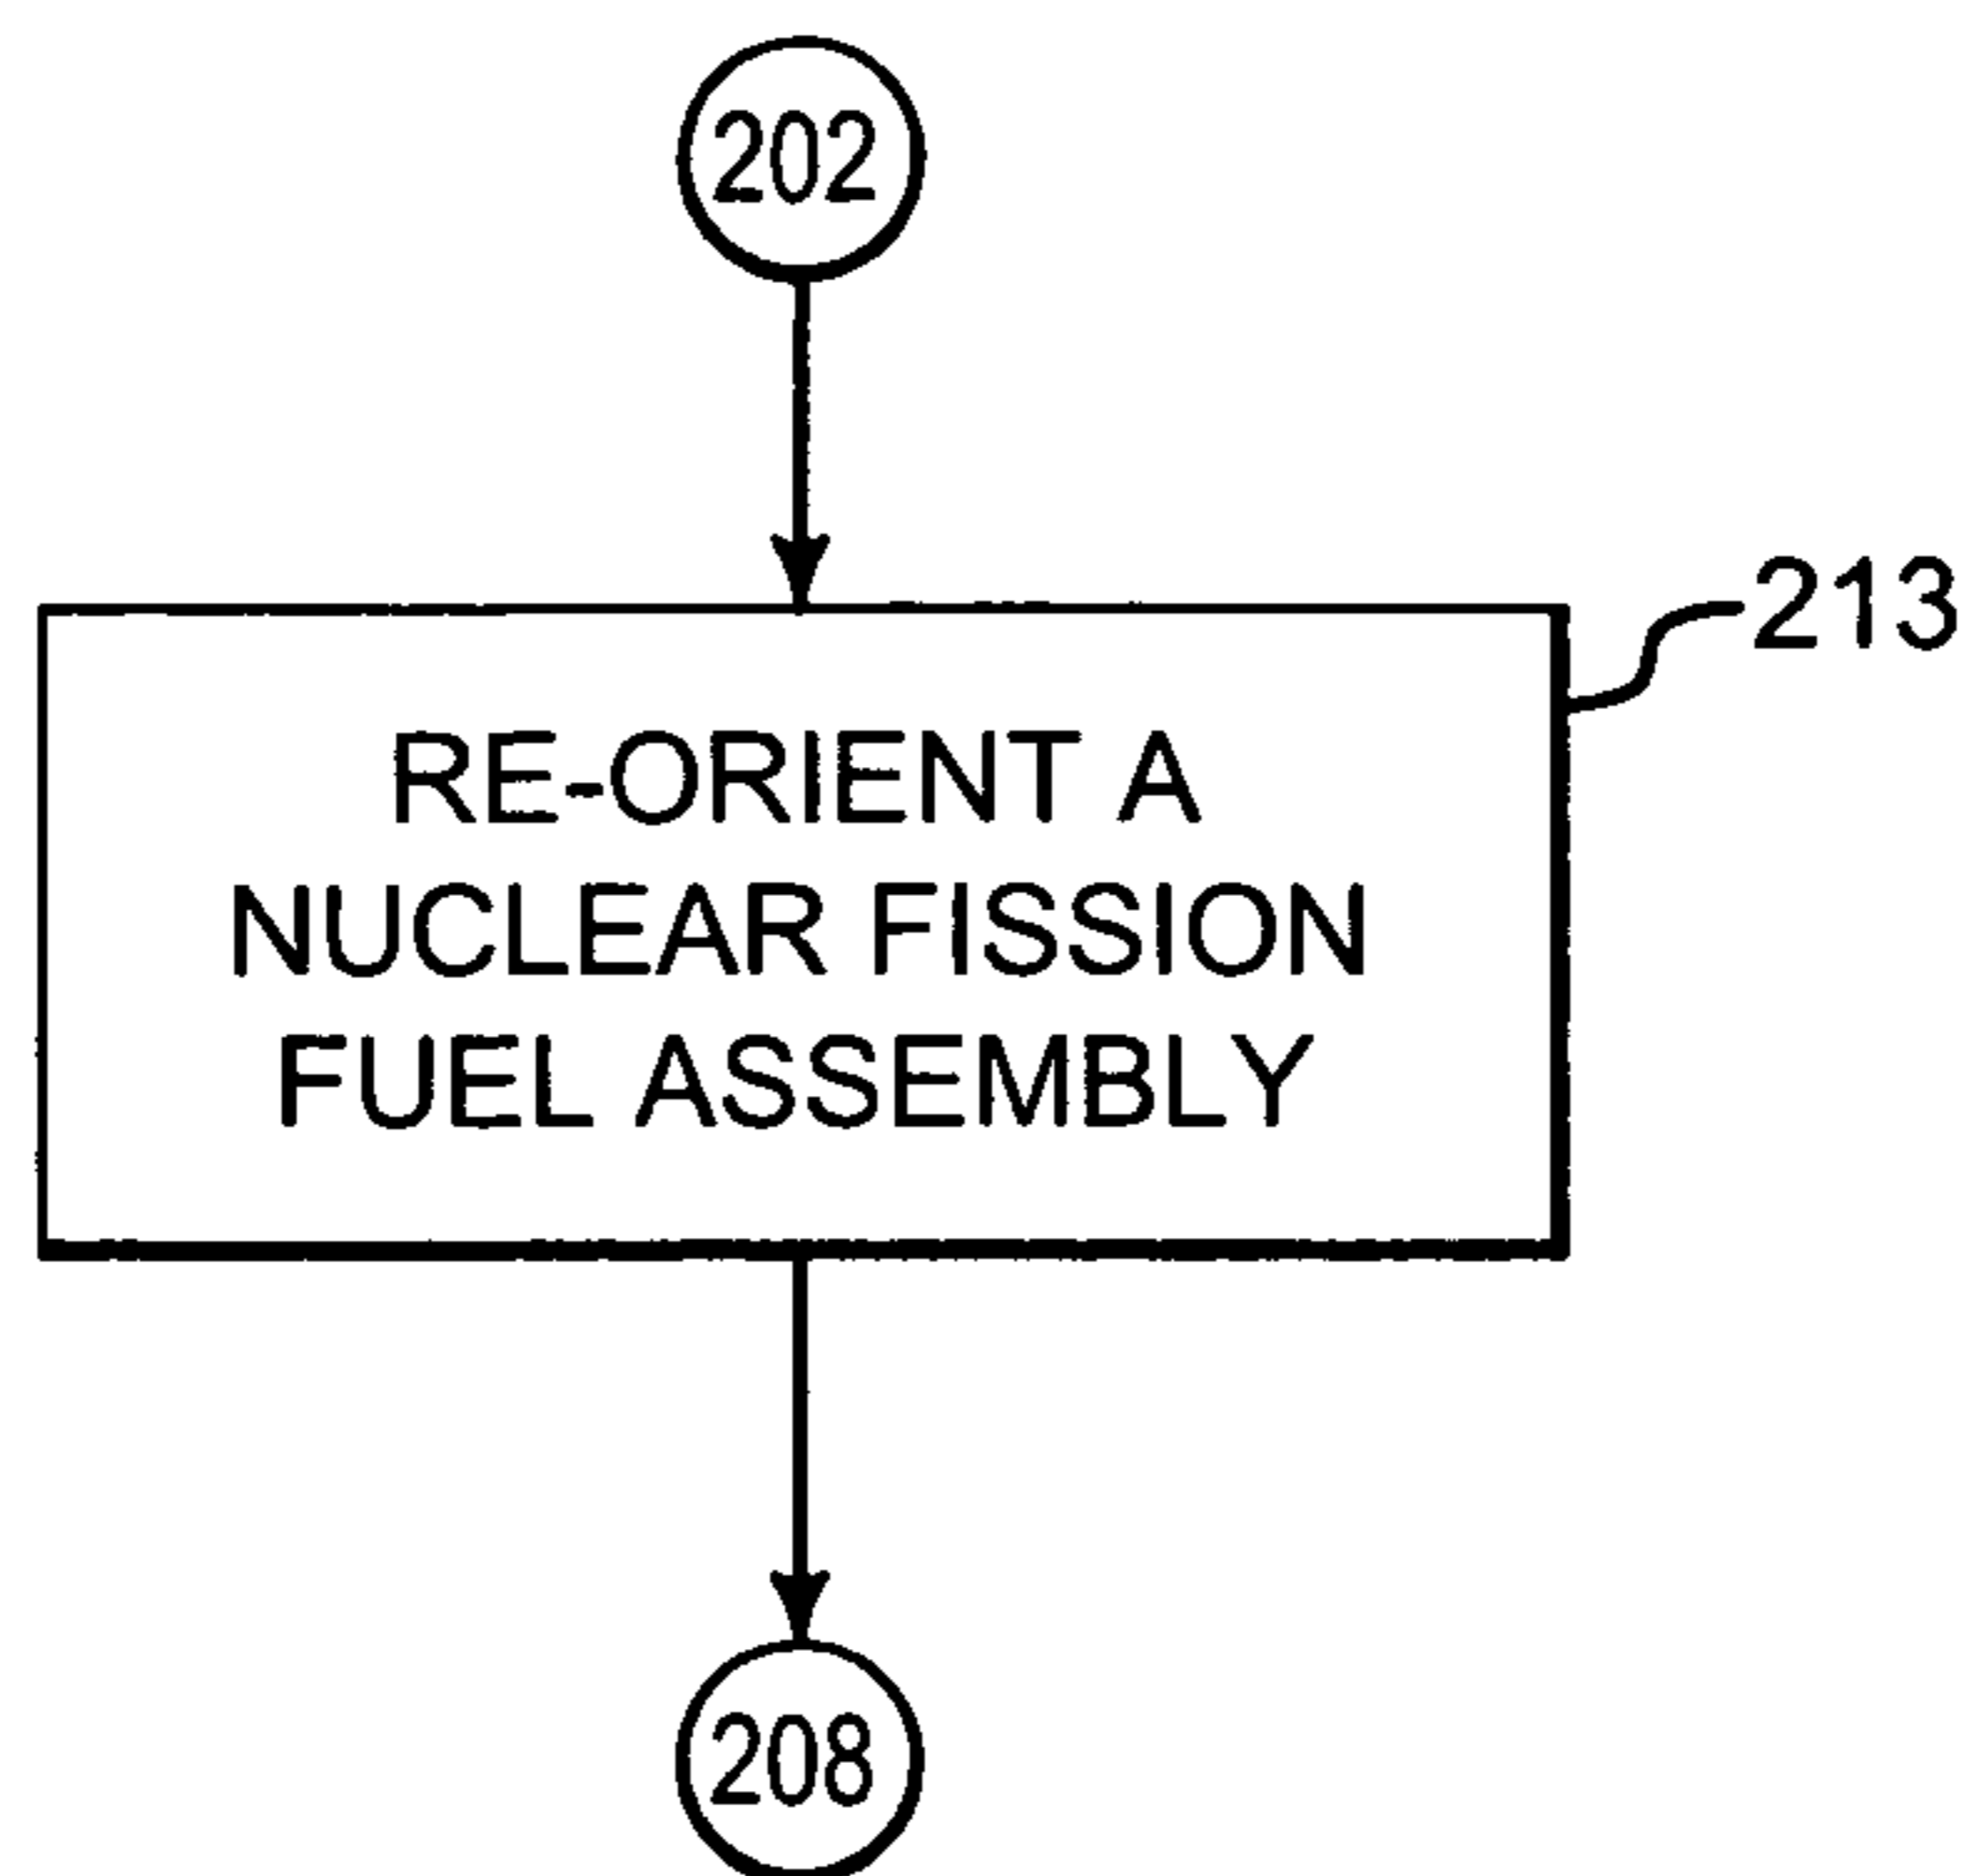 202
213
RE-ORIENT A
NUCLEAR FISSION
FUEL ASSEMBLY
208